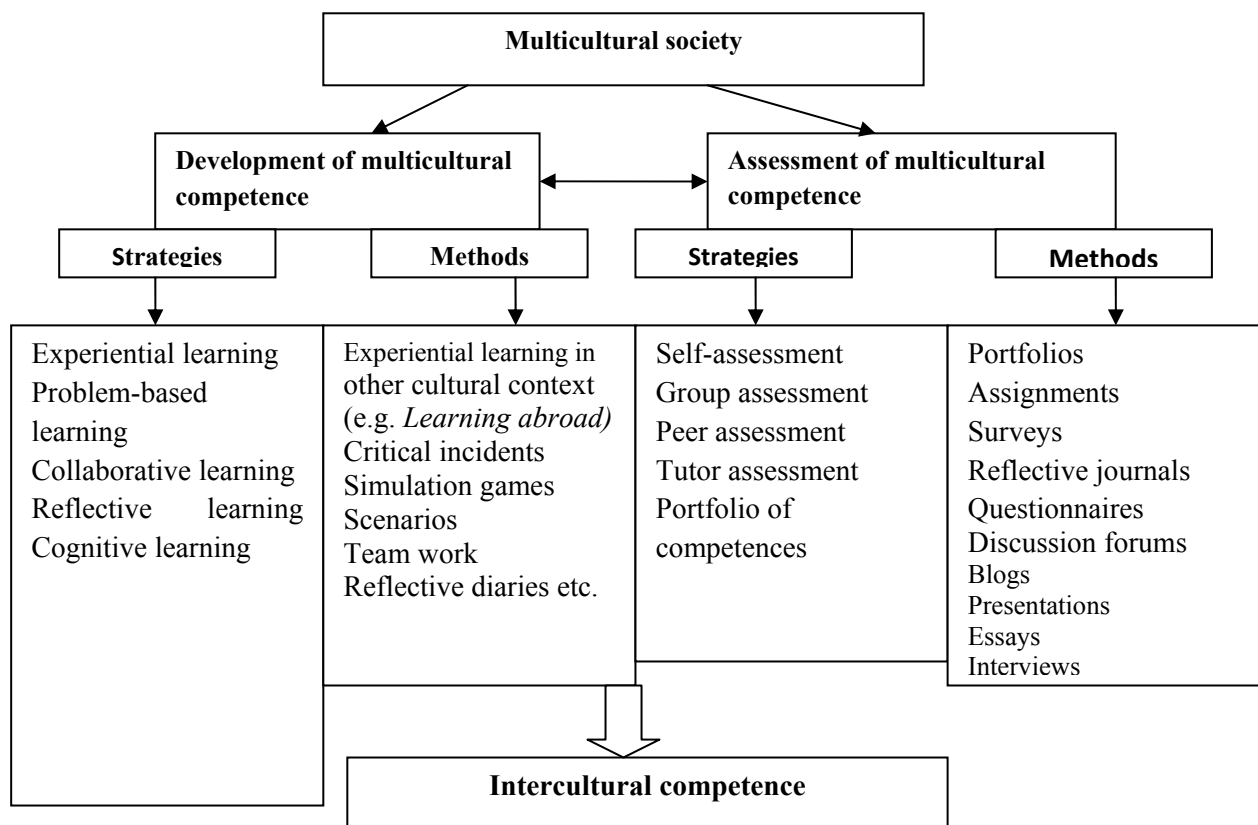 Multicultural society
Development of multicultural
competence
Assessment of multicultural
competence
Strategies
Methods
Strategies
Methods
Experiential learning
Problem-based
learning
Collaborative learning
Reflective learning
Cognitive learning
Experiential learning in
other cultural context
(e.g. Learning abroad)
Critical incidents
Simulation games
Scenarios
Team work
Reflective diaries etc.
Self-assessment
Group assessment
Peer assessment
Tutor assessment
Portfolio of
competences
Portfolios
Assignments
Surveys
Reflective journals
Questionnaires
Discussion forums
Blogs
Presentations
Essays
Interviews
Intercultural competence